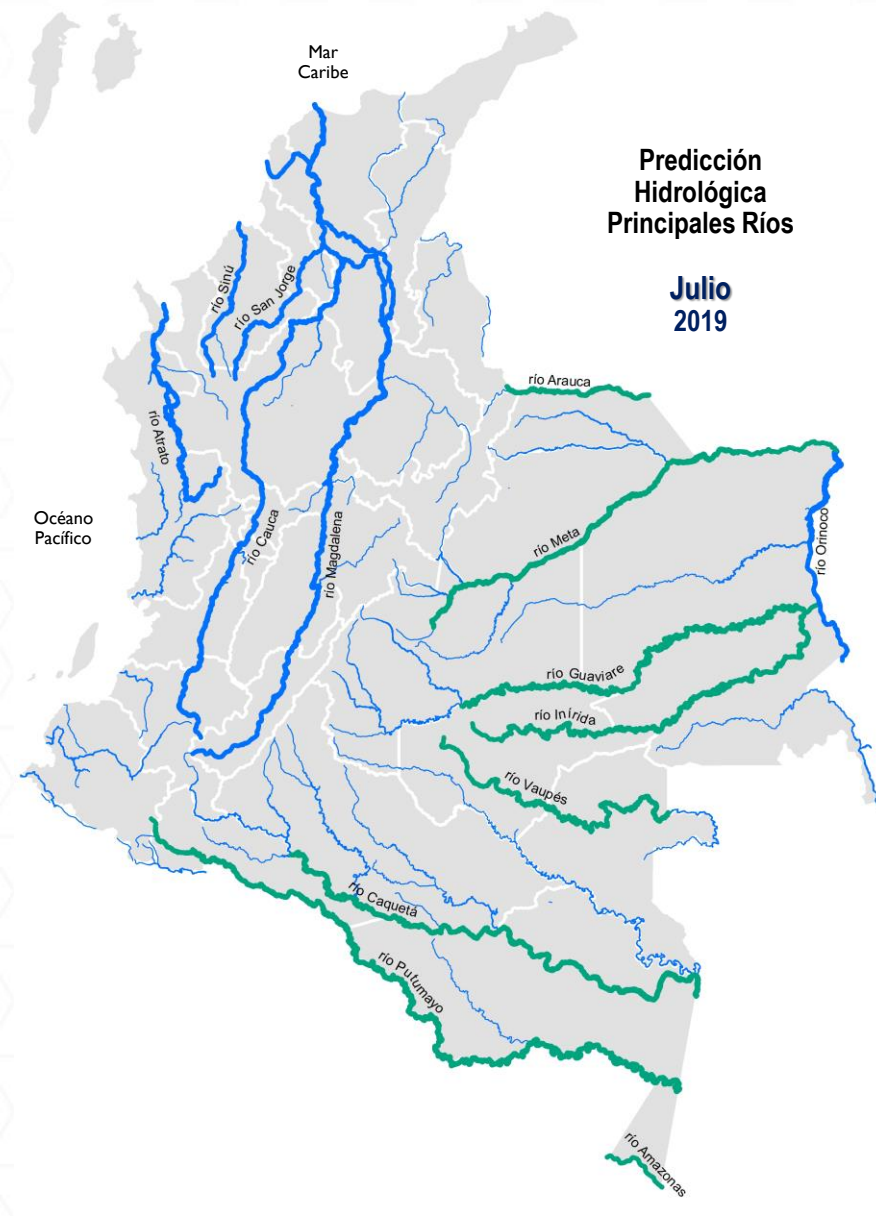 Mar
Caribe
Predicción
Hidrológica
Principales Ríos
Julio
2019
río Sinú
río San Jorge
río Arauca
río Atrato
Océano
Pacífico
río Cauca
río Magdalena
río Meta
río Orinoco
río Guaviare
río Inírida
río Vaupés
río Caquetá
río Putumayo
río Amazonas